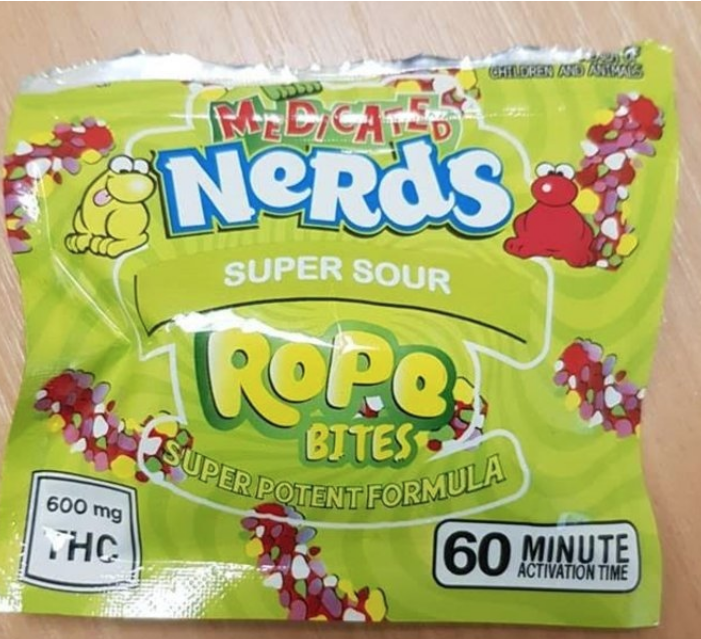 CHILDREN AND ANIMALS
MEDICATED
NeRdS
SUPER SOUR
RoPe
BITES
SUPER POTENT FORMULA
600 mg
THC
60 MINUTE
ACTIVATION TIME